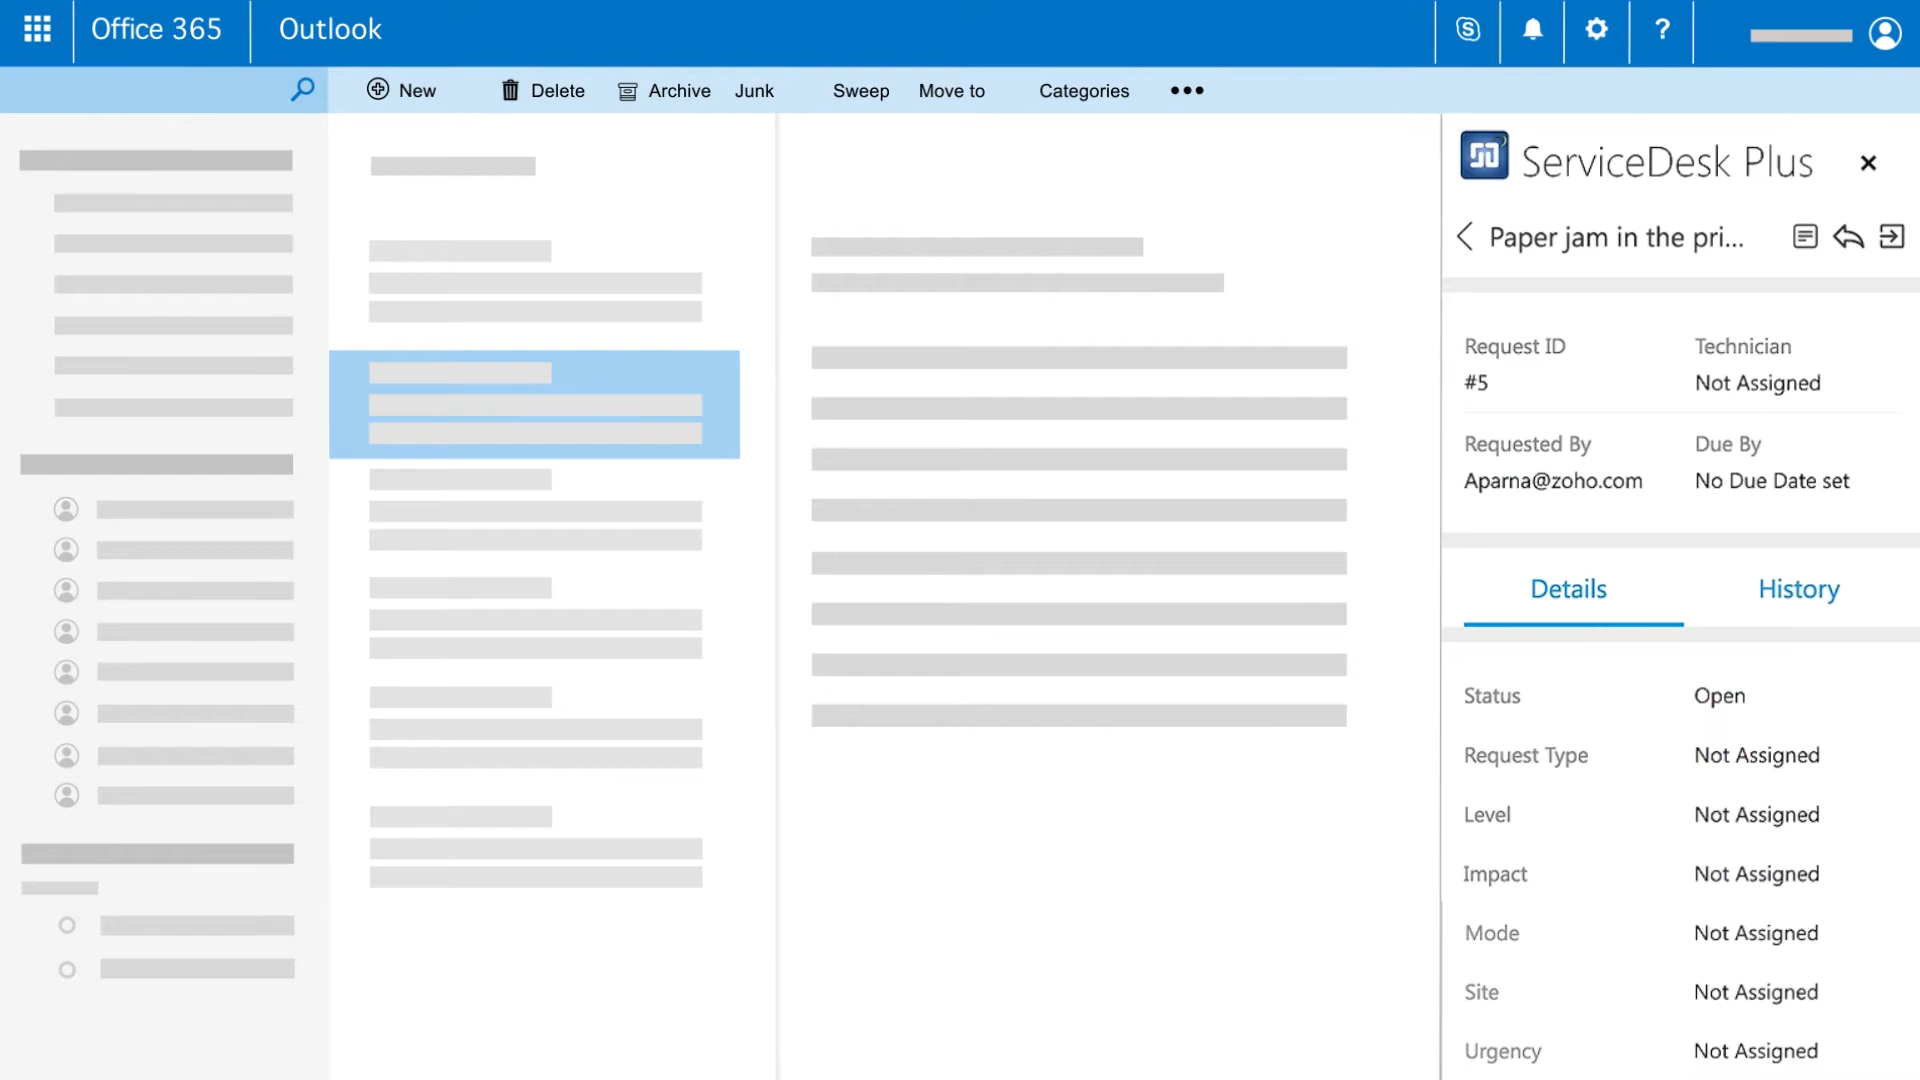 Office 365 Outlook ?
New Delete Archive Junk Sweep Move to Categories •••
ServiceDesk Plus ×
Paper jam in the pri...
Request ID Technician
#5 Not Assigned
Requested By Due By
Aparna@zoho.com No Due Date set
Details History
Status Open
Request Type Not Assigned
Level Not Assigned
Impact Not Assigned
Mode Not Assigned
Site Not Assigned
Urgency Not Assigned